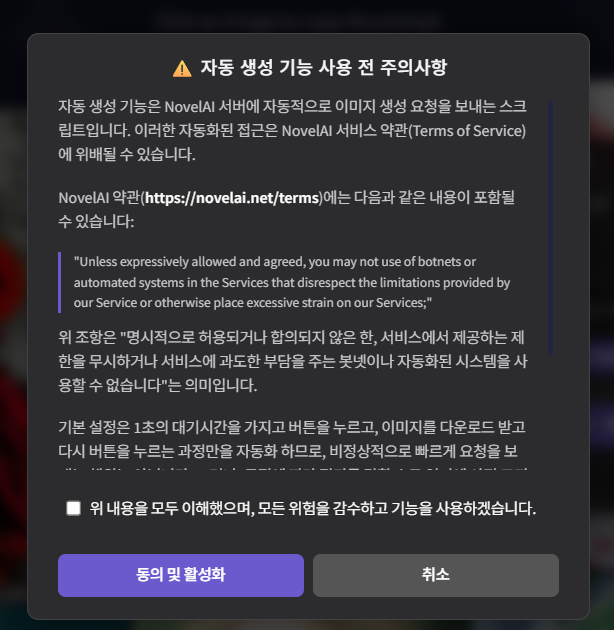 ⚠️ 자동 생성 기능 사용 전 주의사항
자동 생성 기능은 NovelAI 서버에 자동적으로 이미지 생성 요청을 보내는 스크
립트입니다. 이러한 자동화된 접근은 NovelAI 서비스 약관(Terms of Service)
에 위배될 수 있습니다.
NovelAI 약관(https://novelai.net/terms)에는 다음과 같은 내용이 포함될
수 있습니다:
"Unless expressively allowed and agreed, you may not use of botnets or
automated systems in the Services that disrespect the limitations provided by
our Service or otherwise place excessive strain on our Services;"
위 조항은 "명시적으로 허용되거나 합의되지 않은 한, 서비스에서 제공하는 제
한을 무시하거나 서비스에 과도한 부담을 주는 봇넷이나 자동화된 시스템을 사
용할 수 없습니다"는 의미입니다.
기본 설정은 1초의 대기시간을 가지고 버튼을 누르고, 이미지를 다운로드 받고
다시 버튼을 누르는 과정만을 자동화 하므로, 비정상적으로 빠르게 요청을 보
위 내용을 모두 이해했으며, 모든 위험을 감수하고 기능을 사용하겠습니다.
동의 및 활성화
취소